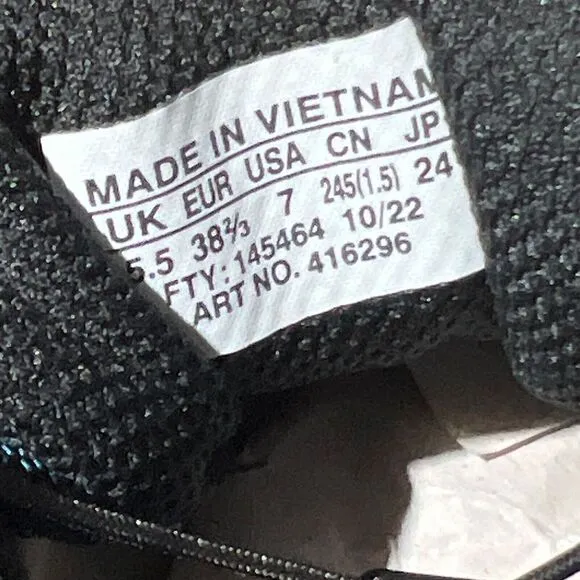 MADE IN VIETNAM
UK EUR USA CN JP
5.5 38⅔ 7 245(1.5) 24
FTY: 145464 10/22
ART NO. 416296